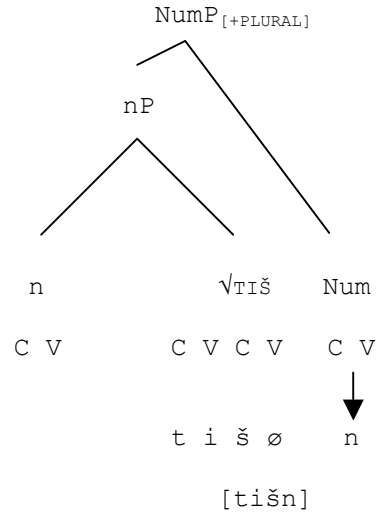 NumP[+PLURAL]
nP
n √TIŠ Num
C V C V C V C V
t i š ø n
[tišn]